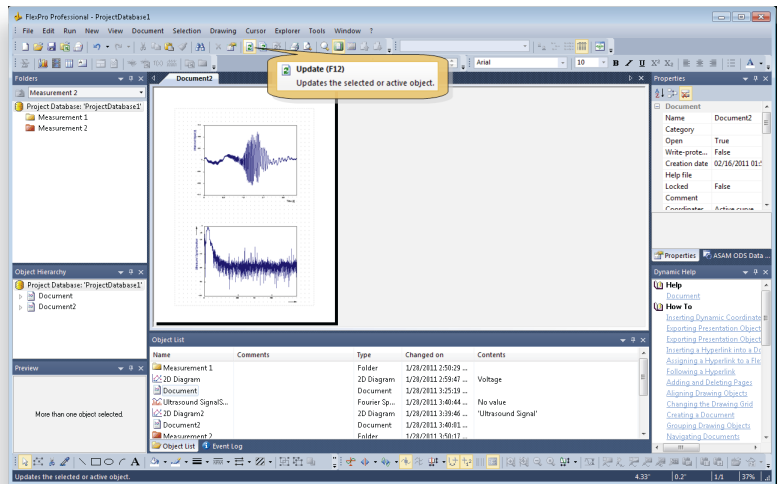 FlexPro Professional - ProjectDatabase1
File Edit Run New View Document Selection Drawing Cursor Explorer Tools Window ?
Update (F12)
Updates the selected or active object.
Arial
10
B I U X² X₂
Folders
Measurement 2
Project Database: 'ProjectDatabase1'
Measurement 1
Measurement 2
Document2
Properties
Document
Name Document2
Category
Open True
Write-prote... False
Creation date 02/16/2011 01:
Help file
Locked False
Comment
Coordinates Active curve
Properties ASAM ODS Data ...
Object Hierarchy
Project Database: 'ProjectDatabase1'
Document
Document2
Dynamic Help
Help
Document
How To
Inserting Dynamic Coordinate
Exporting Presentation Object
Exporting Presentation Object
Inserting a Hyperlink into a Do
Assigning a Hyperlink to a Fle
Following a Hyperlink
Adding and Deleting Pages
Aligning Drawing Objects
Changing the Drawing Grid
Creating a Document
Grouping Drawing Objects
Navigating Documents
Preview
More than one object selected.
Object List
Name Comments Type Changed on Contents
Measurement 1 Folder 1/28/2011 2:50:29 ...
2D Diagram 2D Diagram 1/28/2011 2:59:47 ... Voltage
Document Document 1/28/2011 3:25:19 ...
Ultrasound SignalS... Fourier Sp... 1/28/2011 3:40:44 ... No value
2D Diagram2 2D Diagram 1/28/2011 3:39:46 ... 'Ultrasound Signal'
Document2 Document 1/28/2011 3:40:01 ...
Measurement 2 Folder 1/28/2011 3:50:17 ...
Object List Event Log
Updates the selected or active object.
4.33" 0.2" 1/1 37%